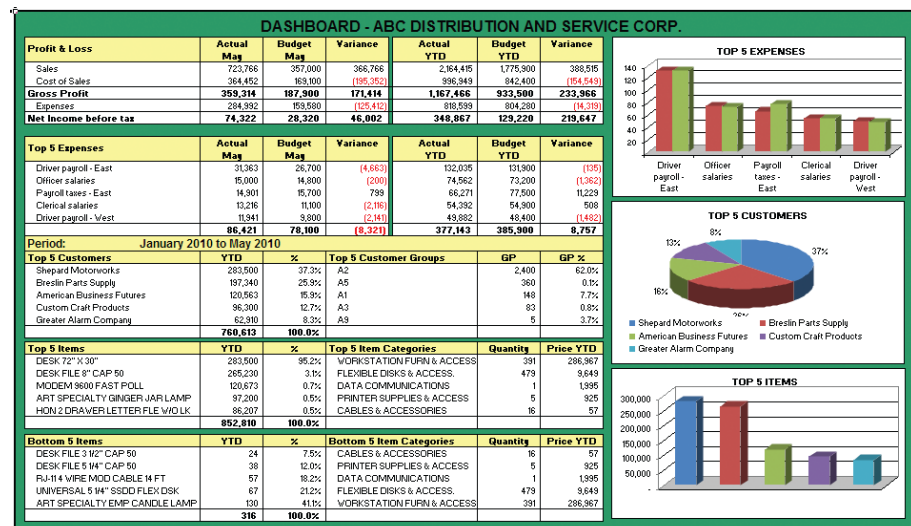 DASHBOARD - ABC DISTRIBUTION AND SERVICE CORP.
Profit & Loss Actual May Budget May Variance Actual YTD Budget YTD Variance
Sales 723,766 357,000 366,766 2,164,415 1,775,900 388,515
Cost of Sales 364,452 169,100 (195,352) 996,949 842,400 (154,549)
Gross Profit 359,314 187,900 171,414 1,167,466 933,500 233,966
Expenses 284,992 159,580 (125,412) 818,599 804,280 (14,319)
Net Income before tax 74,322 28,320 46,002 348,867 129,220 219,647
Top 5 Expenses Actual May Budget May Variance Actual YTD Budget YTD Variance
Driver payroll - East 31,363 26,700 (4,663) 132,035 131,900 (135)
Officer salaries 15,000 14,800 (200) 74,562 73,200 (1,362)
Payroll taxes - East 14,901 15,700 799 66,271 77,500 11,229
Clerical salaries 13,216 11,100 (2,116) 54,392 54,900 508
Driver payroll - West 11,941 9,800 (2,141) 49,882 48,400 (1,482)
86,421 78,100 (8,321) 377,143 385,900 8,757
Period: January 2010 to May 2010
Top 5 Customers YTD % Top 5 Customer Groups GP GP %
Shepard Motorworks 283,500 37.3% A2 2,400 62.0%
Breslin Parts Supply 197,340 25.9% A5 360 0.1%
American Business Futures 120,563 15.9% A1 148 7.7%
Custom Craft Products 96,300 12.7% A3 83 0.8%
Greater Alarm Company 62,910 8.3% A9 5 3.7%
760,613 100.0%
Top 5 Items YTD % Top 5 Item Categories Quantity Price YTD
DESK 72" X 30" 283,500 95.2% WORKSTATION FURN & ACCESS 391 286,967
DESK FILE 8" CAP 50 265,230 3.1% FLEXIBLE DISKS & ACCESS. 479 9,649
MODEM 9600 FAST POLL 120,673 0.7% DATA COMMUNICATIONS 1 1,995
ART SPECIALTY GINGER JAR LAMP 97,200 0.5% PRINTER SUPPLIES & ACCESS 5 925
HON 2 DRAWER LETTER FLE W/O LK 86,207 0.5% CABLES & ACCESSORIES 16 57
852,810 100.0%
Bottom 5 Items YTD % Bottom 5 Item Categories Quantity Price YTD
DESK FILE 3 1/2" CAP 50 24 7.5% CABLES & ACCESSORIES 16 57
DESK FILE 5 1/4" CAP 50 38 12.0% PRINTER SUPPLIES & ACCESS 5 925
RJ-11 4 WIRE MOD CABLE 14 FT 57 18.2% DATA COMMUNICATIONS 1 1,995
UNIVERSAL 5 1/4" SSDD FLEX DSK 67 21.2% FLEXIBLE DISKS & ACCESS. 479 9,649
ART SPECIALTY EMP CANDLE LAMP 130 41.1% WORKSTATION FURN & ACCESS 391 286,967
316 100.0%
TOP 5 EXPENSES
140
120
100
80
60
40
20
Driver payroll - East Officer salaries Payroll taxes - East Clerical salaries Driver payroll - West
TOP 5 CUSTOMERS
8%
13%
37%
16%
26%
Shepard Motorworks Breslin Parts Supply
American Business Futures Custom Craft Products
Greater Alarm Company
TOP 5 ITEMS
300,000
250,000
200,000
150,000
100,000
50,000
-